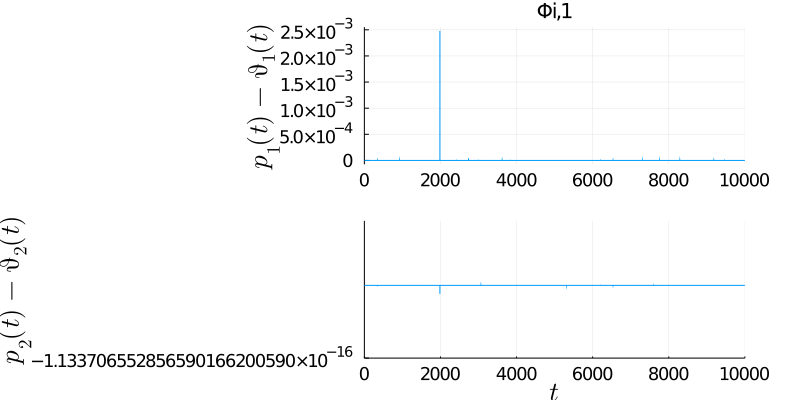 Φi,1
p₁(t) − ϑ₁(t)
2.5×10⁻³
2.0×10⁻³
1.5×10⁻³
1.0×10⁻³
5.0×10⁻⁴
0
0 2000 4000 6000 8000 10000
p₂(t) − ϑ₂(t)
−1.133706552856590166200590×10⁻¹⁶
0 2000 4000 6000 8000 10000
t